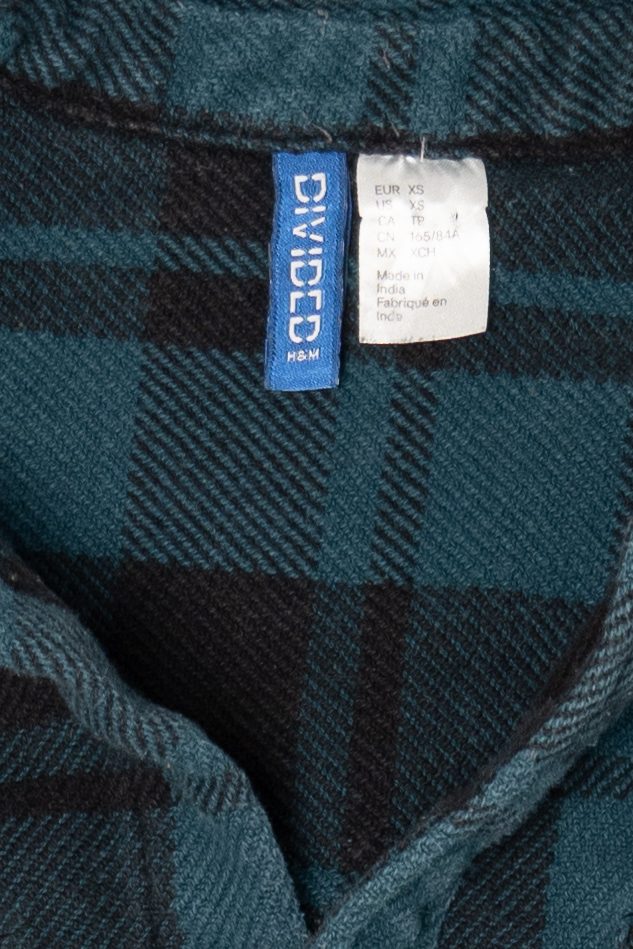 DIVIDED
H&M
EUR XS
US XS
CA TP
CN 165/84A
MX XCH
Made in
India
Fabriqué en
Inde